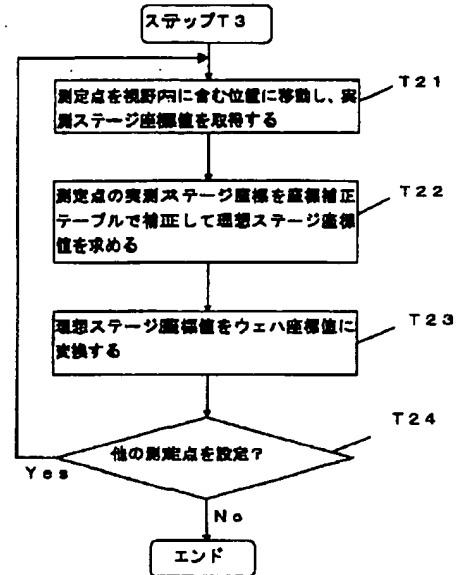 ステップT3
測定点を視野内に含む位置に移動し、実
測ステージ座標値を取得する
T21
測定点の実測ステージ座標を座標補正
テーブルで補正して理想ステージ座標
値を求める
T22
理想ステージ座標値をウェハ座標値に
変換する
T23
他の測定点を設定?
T24
Yes
No
エンド